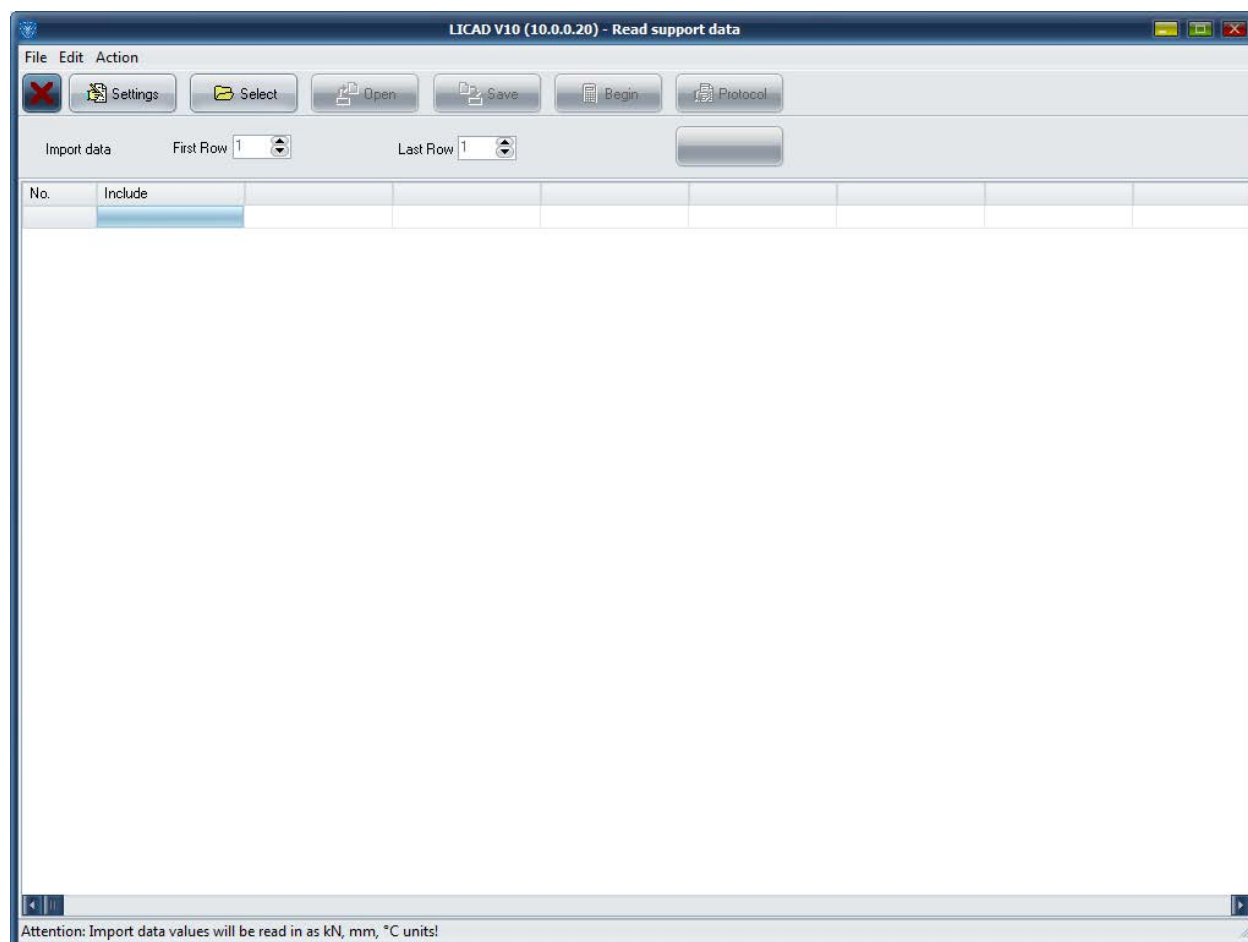 LICAD V10 (10.0.0.20) - Read support data
File Edit Action
Settings Select Open Save Begin Protocol
Import data First Row 1 Last Row 1
No. Include
Attention: Import data values will be read in as kN, mm, °C units!